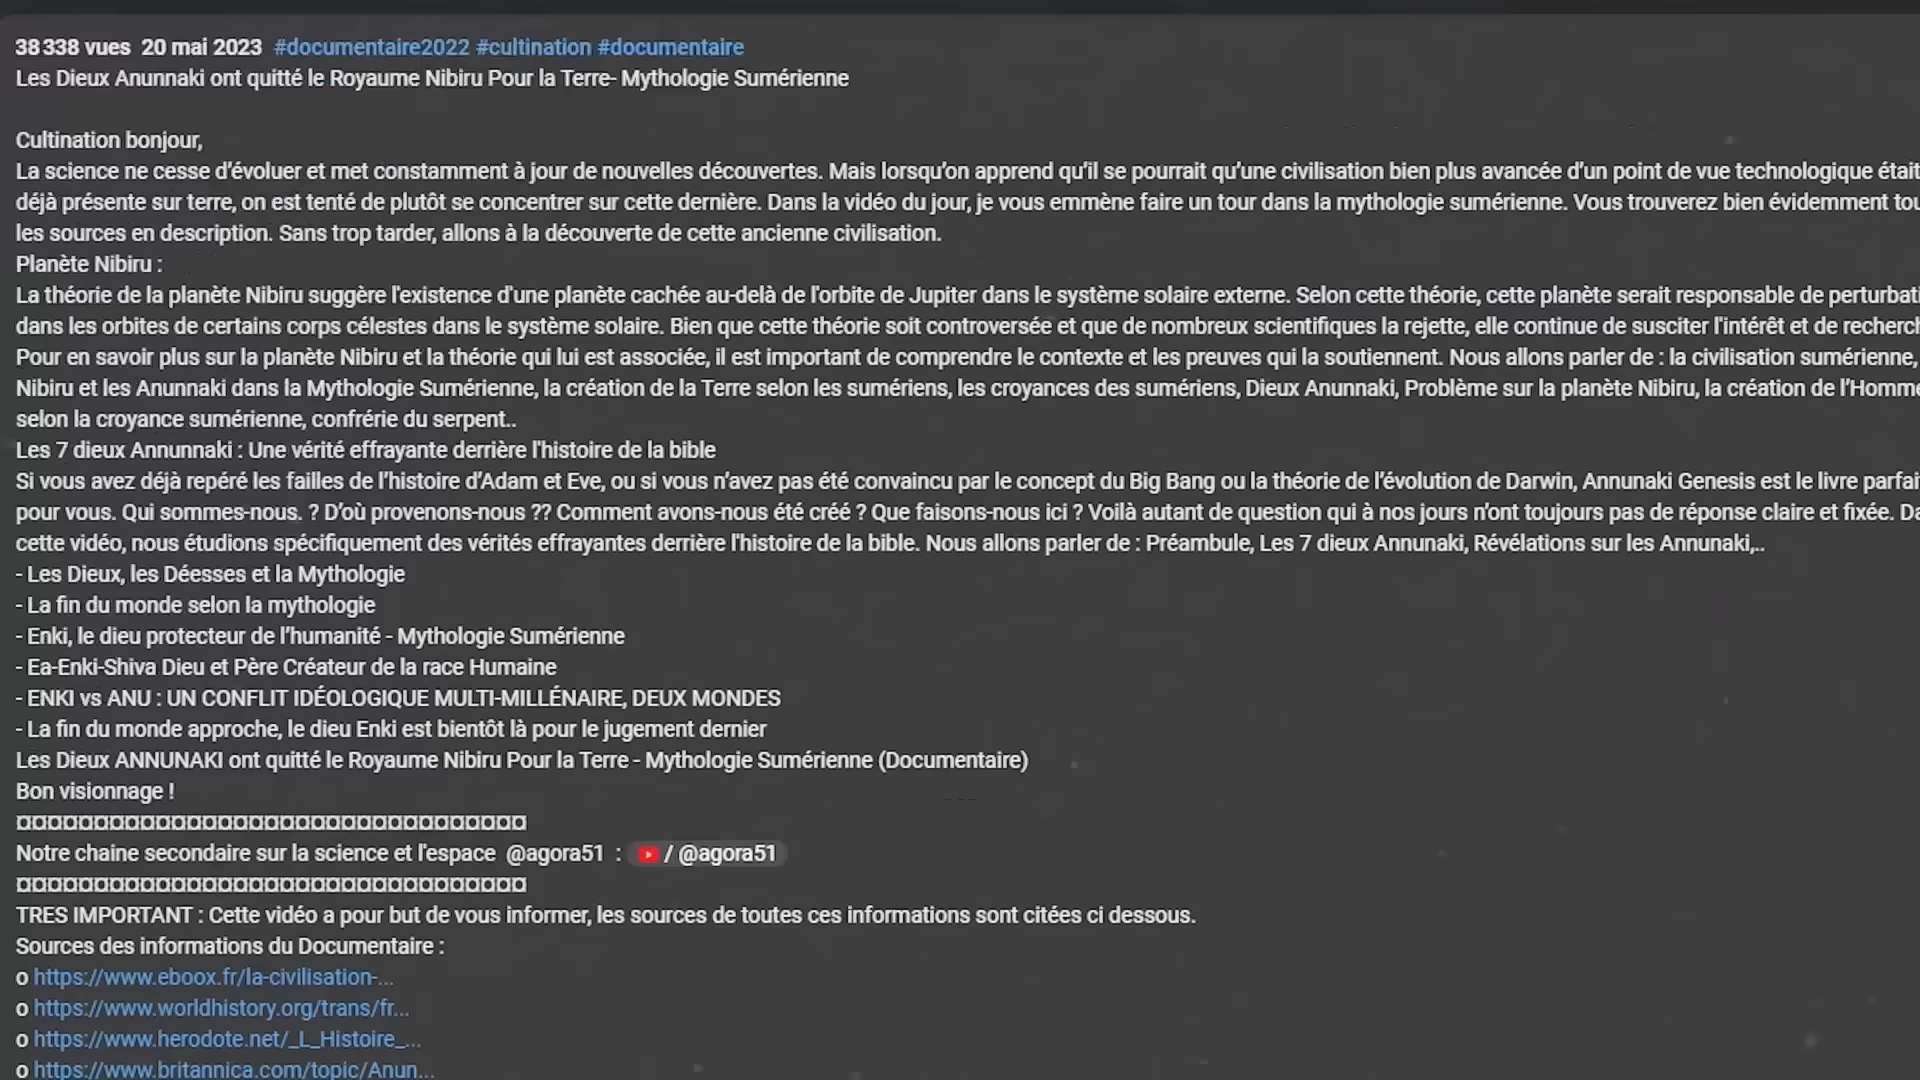 38 338 vues 20 mai 2023 #documentaire2022 #cultination #documentaire
Les Dieux Anunnaki ont quitté le Royaume Nibiru Pour la Terre- Mythologie Sumérienne
Cultination bonjour,
La science ne cesse d’évoluer et met constamment à jour de nouvelles découvertes. Mais lorsqu’on apprend qu’il se pourrait qu’une civilisation bien plus avancée d’un point de vue technologique était
déjà présente sur terre, on est tenté de plutôt se concentrer sur cette dernière. Dans la vidéo du jour, je vous emmène faire un tour dans la mythologie sumérienne. Vous trouverez bien évidemment
les sources en description. Sans trop tarder, allons à la découverte de cette ancienne civilisation.
Planète Nibiru :
La théorie de la planète Nibiru suggère l'existence d'une planète cachée au-delà de l'orbite de Jupiter dans le système solaire externe. Selon cette théorie, cette planète serait responsable de
dans les orbites de certains corps célestes dans le système solaire. Bien que cette théorie soit controversée et que de nombreux scientifiques la rejette, elle continue de susciter l'intérêt et de
Pour en savoir plus sur la planète Nibiru et la théorie qui lui est associée, il est important de comprendre le contexte et les preuves qui la soutiennent. Nous allons parler de : la civilisation sumérienne,
Nibiru et les Anunnaki dans la Mythologie Sumérienne, la création de la Terre selon les sumériens, les croyances des sumériens, Dieux Anunnaki, Problème sur la planète Nibiru, la création de l’Homme
selon la croyance sumérienne, confrérie du serpent..
Les 7 dieux Annunnaki : Une vérité effrayante derrière l'histoire de la bible
Si vous avez déjà repéré les failles de l’histoire d’Adam et Eve, ou si vous n’avez pas été convaincu par le concept du Big Bang ou la théorie de l’évolution de Darwin, Annunaki Genesis est le livre parfait
pour vous. Qui sommes-nous. ? D’où provenons-nous ?? Comment avons-nous été créé ? Que faisons-nous ici ? Voilà autant de question qui à nos jours n’ont toujours pas de réponse claire et fixée.
cette vidéo, nous étudions spécifiquement des vérités effrayantes derrière l'histoire de la bible. Nous allons parler de : Préambule, Les 7 dieux Annunaki, Révélations sur les Annunaki,..
- Les Dieux, les Déesses et la Mythologie
- La fin du monde selon la mythologie
- Enki, le dieu protecteur de l’humanité - Mythologie Sumérienne
- Ea-Enki-Shiva Dieu et Père Créateur de la race Humaine
- ENKI vs ANU : UN CONFLIT IDÉOLOGIQUE MULTI-MILLÉNAIRE, DEUX MONDES
- La fin du monde approche, le dieu Enki est bientôt là pour le jugement dernier
Les Dieux ANNUNAKI ont quitté le Royaume Nibiru Pour la Terre - Mythologie Sumérienne (Documentaire)
Bon visionnage !
¤¤¤¤¤¤¤¤¤¤¤¤¤¤¤¤¤¤¤¤¤¤¤¤¤¤¤¤¤¤¤¤¤
Notre chaine secondaire sur la science et l'espace @agora51 : / @agora51
¤¤¤¤¤¤¤¤¤¤¤¤¤¤¤¤¤¤¤¤¤¤¤¤¤¤¤¤¤¤¤¤¤
TRES IMPORTANT : Cette vidéo a pour but de vous informer, les sources de toutes ces informations sont citées ci dessous.
Sources des informations du Documentaire :
o https://www.eboox.fr/la-civilisation-...
o https://www.worldhistory.org/trans/fr...
o https://www.herodote.net/_L_Histoire_...
o https://www.britannica.com/topic/Anun...